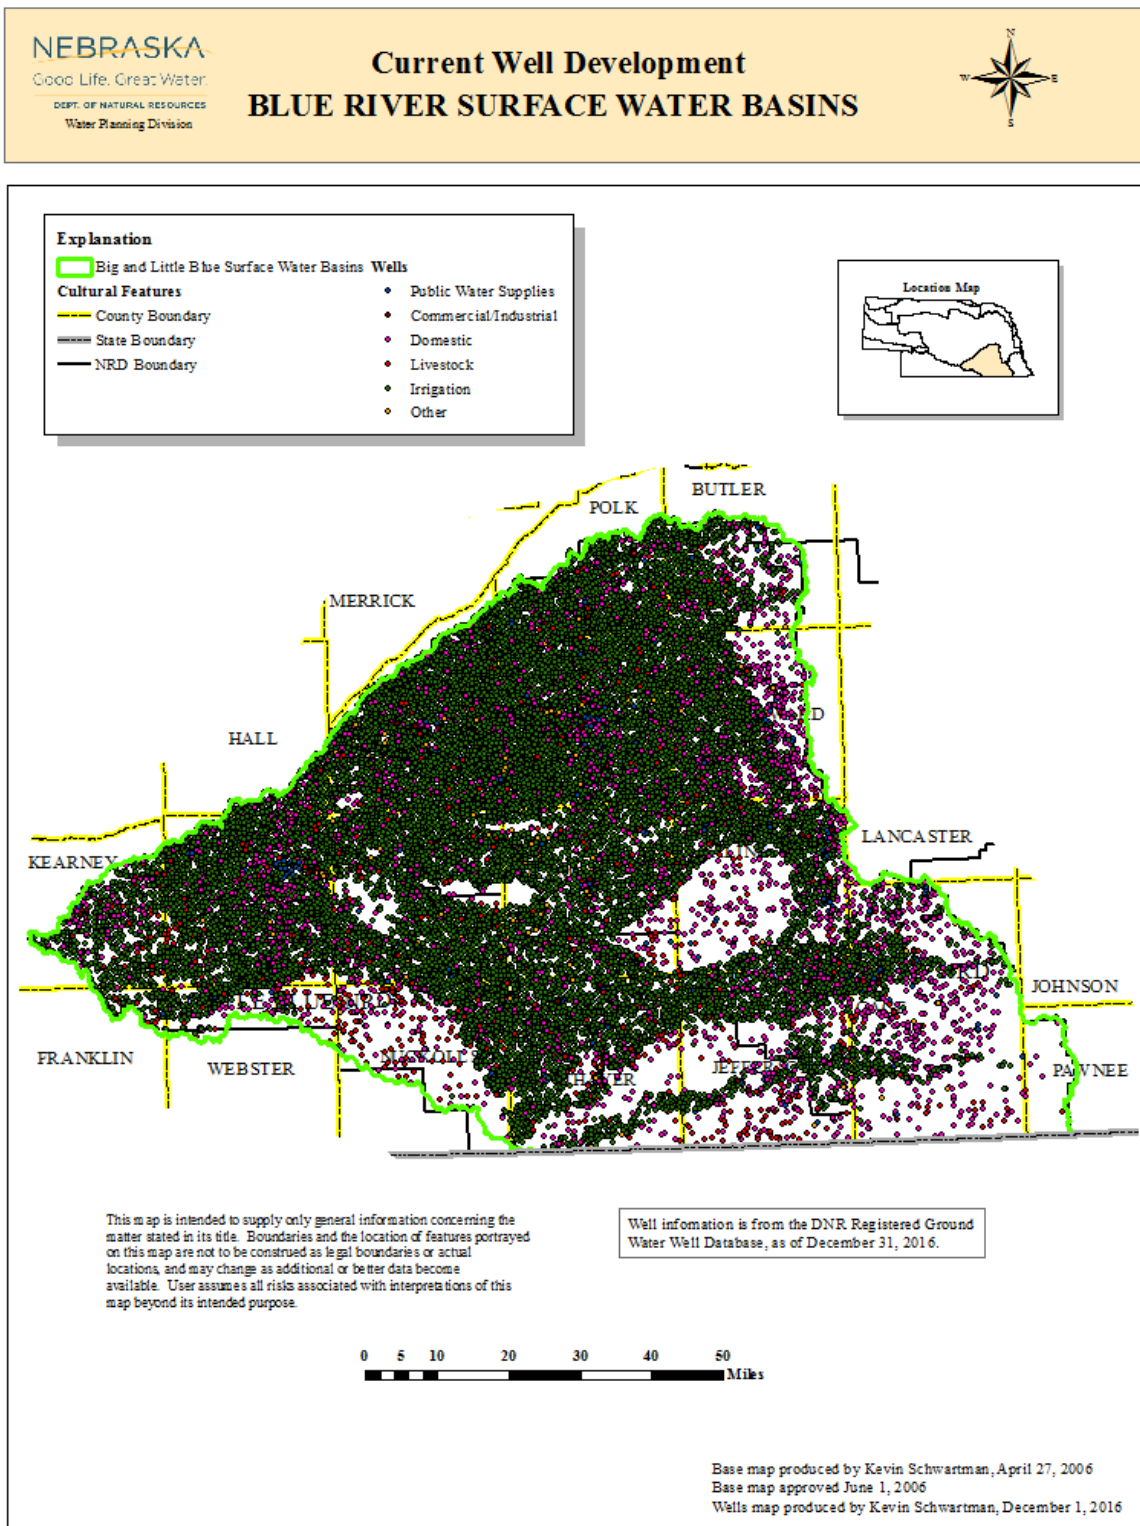 NEBRASKA
Good Life. Great Water.
DEPT. OF NATURAL RESOURCES
Water Planning Division
Current Well Development
BLUE RIVER SURFACE WATER BASINS
N
W E
S
Explanation
Big and Little Blue Surface Water Basins
Cultural Features
County Boundary
State Boundary
NRD Boundary
Wells
Public Water Supplies
Commercial/Industrial
Domestic
Livestock
Irrigation
Other
Location Map
BUTLER
POLK
MERRICK
HALL
LANCASTER
KEARNEY
JOHNSON
FRANKLIN
WEBSTER
NUCKOLLS
PAWNEE
This map is intended to supply only general information concerning the
matter stated in its title. Boundaries and the location of features portrayed
on this map are not to be construed as legal boundaries or actual
locations, and may change as additional or better data become
available. User assumes all risks associated with interpretations of this
map beyond its intended purpose.
Well infomation is from the DNR Registered Ground
Water Well Database, as of December 31, 2016.
0 5 10 20 30 40 50
Miles
Base map produced by Kevin Schwartman, April 27, 2006
Base map approved June 1, 2006
Wells map produced by Kevin Schwartman, December 1, 2016